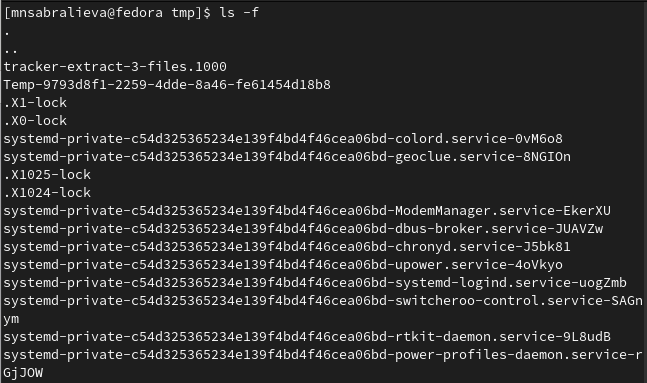 [mnsabralieva@fedora tmp]$ ls -f
.
..
tracker-extract-3-files.1000
Temp-9793d8f1-2259-4dde-8a46-fe61454d18b8
.X1-lock
.X0-lock
systemd-private-c54d325365234e139f4bd4f46cea06bd-colord.service-0vM6o8
systemd-private-c54d325365234e139f4bd4f46cea06bd-geoclue.service-8NGIOn
.X1025-lock
.X1024-lock
systemd-private-c54d325365234e139f4bd4f46cea06bd-ModemManager.service-EkerXU
systemd-private-c54d325365234e139f4bd4f46cea06bd-dbus-broker.service-JUAVZw
systemd-private-c54d325365234e139f4bd4f46cea06bd-chronyd.service-J5bk81
systemd-private-c54d325365234e139f4bd4f46cea06bd-upower.service-4oVkyo
systemd-private-c54d325365234e139f4bd4f46cea06bd-systemd-logind.service-uogZmb
systemd-private-c54d325365234e139f4bd4f46cea06bd-switcheroo-control.service-SAGn
ym
systemd-private-c54d325365234e139f4bd4f46cea06bd-rtkit-daemon.service-9L8udB
systemd-private-c54d325365234e139f4bd4f46cea06bd-power-profiles-daemon.service-r
GjJOW